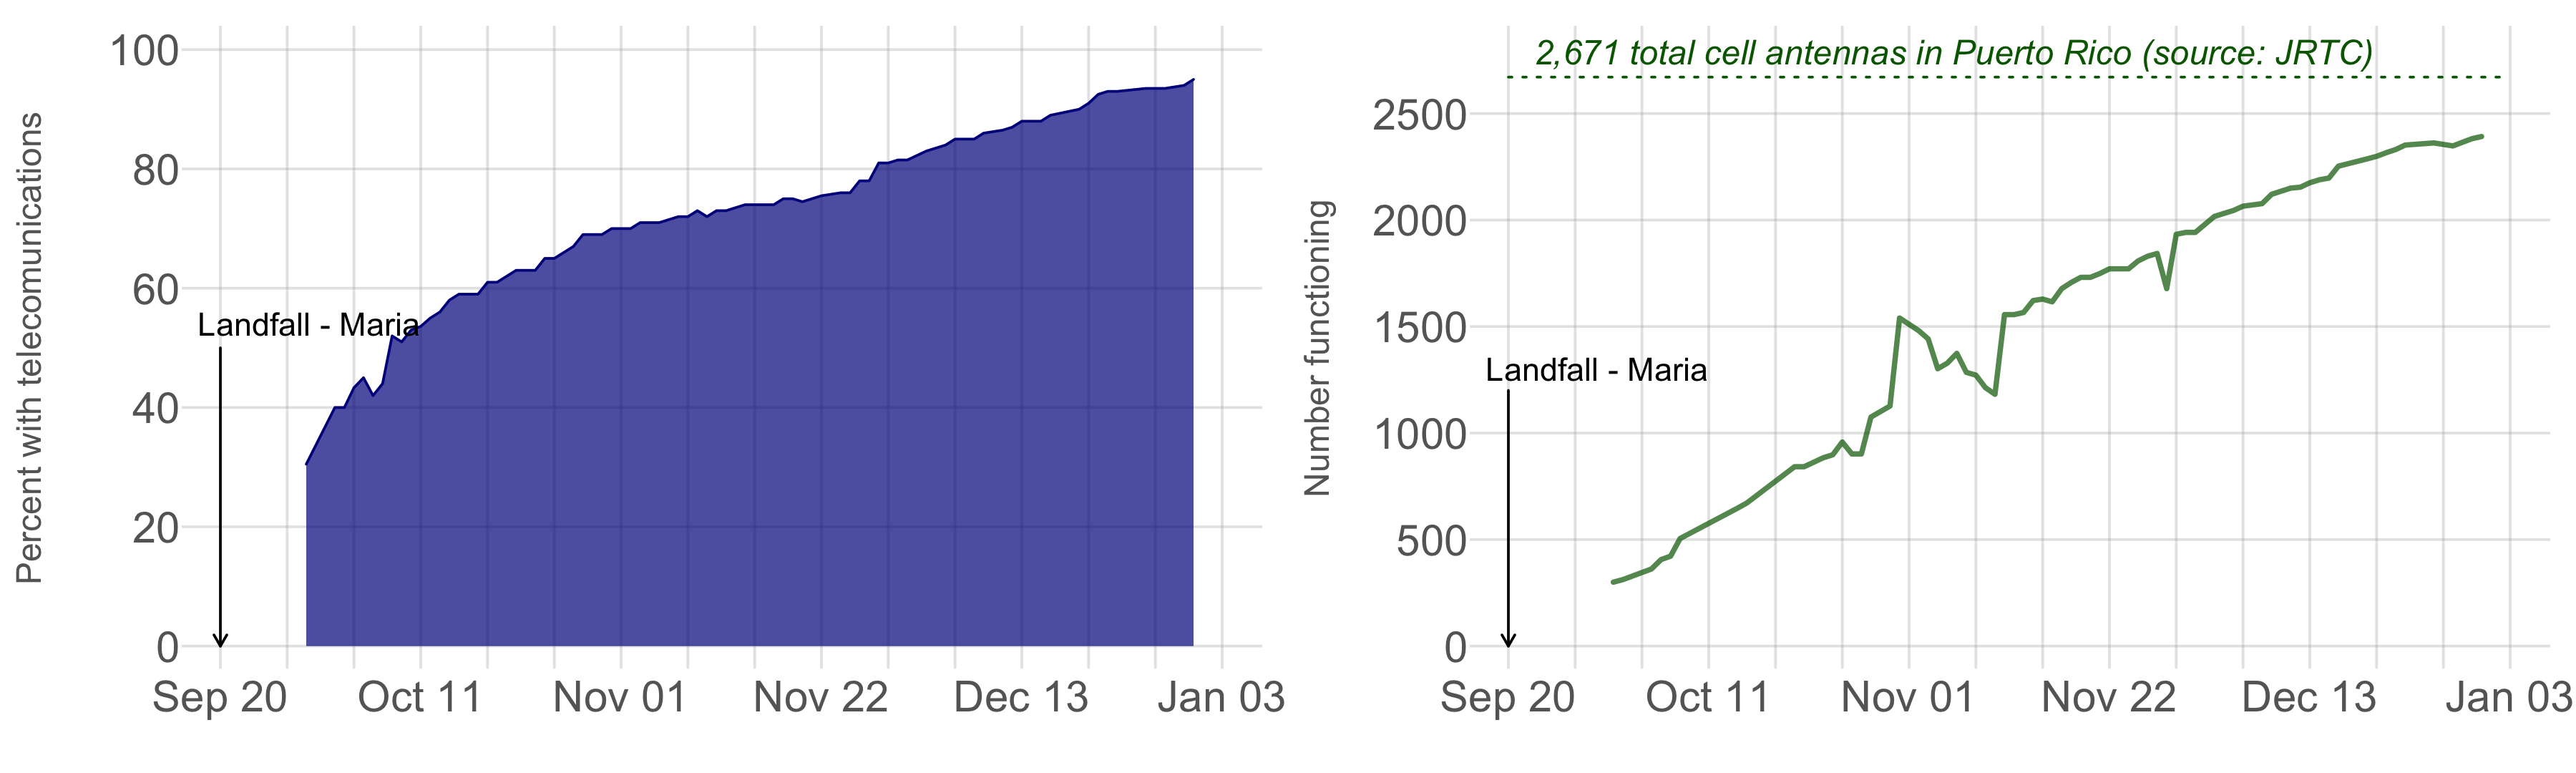 Percent with telecomunications
100
80
60
40
20
0
Landfall - Maria
Sep 20 Oct 11 Nov 01 Nov 22 Dec 13 Jan 03
Number functioning
2,671 total cell antennas in Puerto Rico (source: JRTC)
2500
2000
1500
1000
500
0
Landfall - Maria
Sep 20 Oct 11 Nov 01 Nov 22 Dec 13 Jan 03